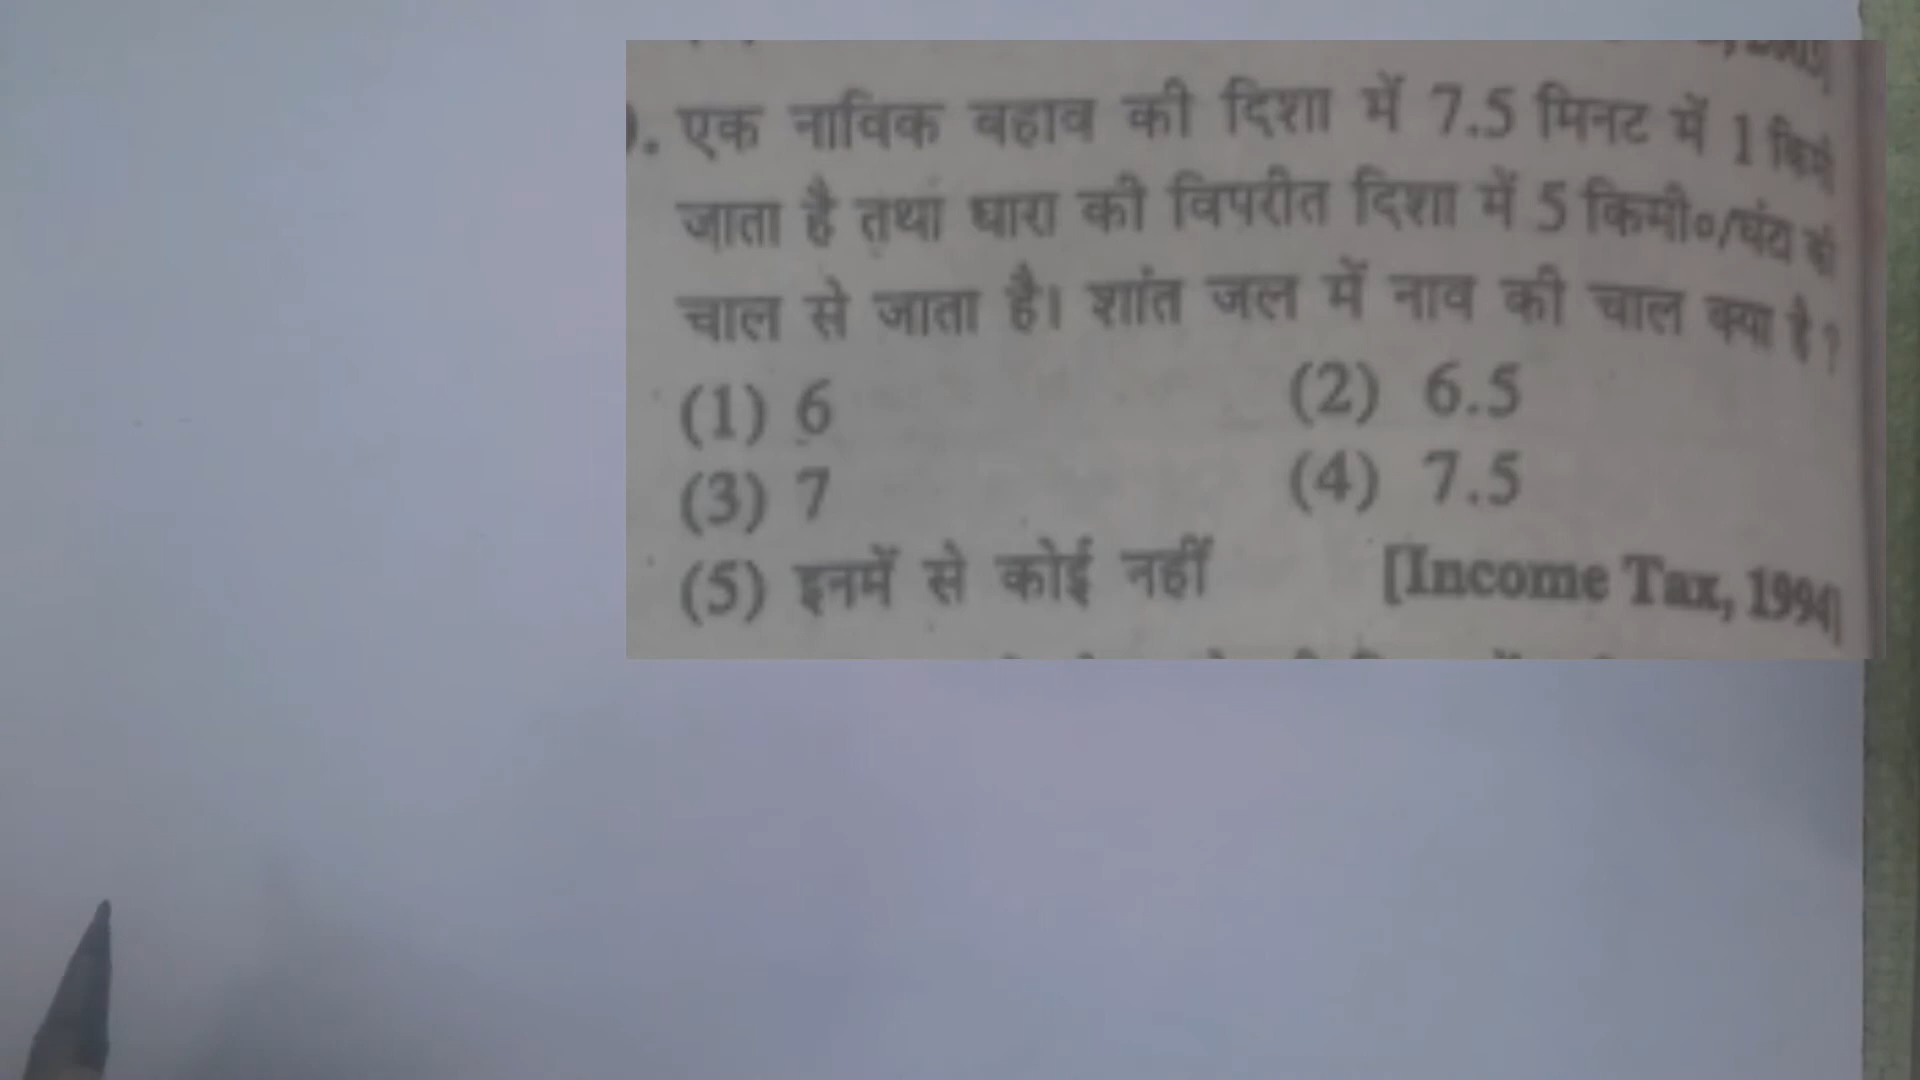 . एक नाविक बहाव की दिशा में 7.5 मिनट में 1 किमी
जाता है तथा धारा की विपरीत दिशा में 5 किमी०/घंटा की
चाल से जाता है। शांत जल में नाव की चाल क्या है ?
(1) 6 (2) 6.5
(3) 7 (4) 7.5
(5) इनमें से कोई नहीं [Income Tax, 1994]